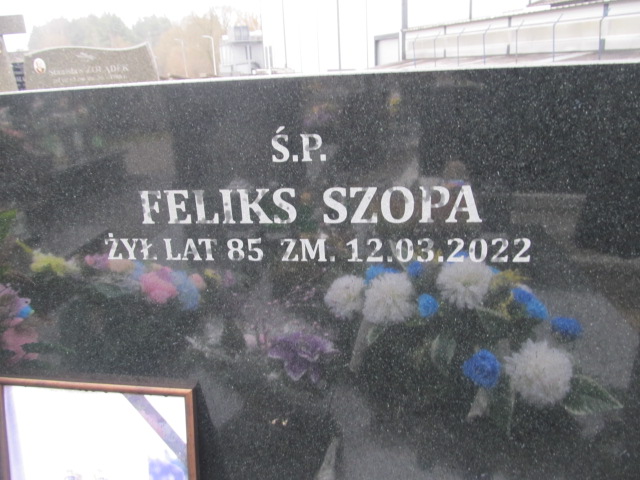 Ś.P.
FELIKS SZOPA
ŻYŁ LAT 85 ZM. 12.03.2022